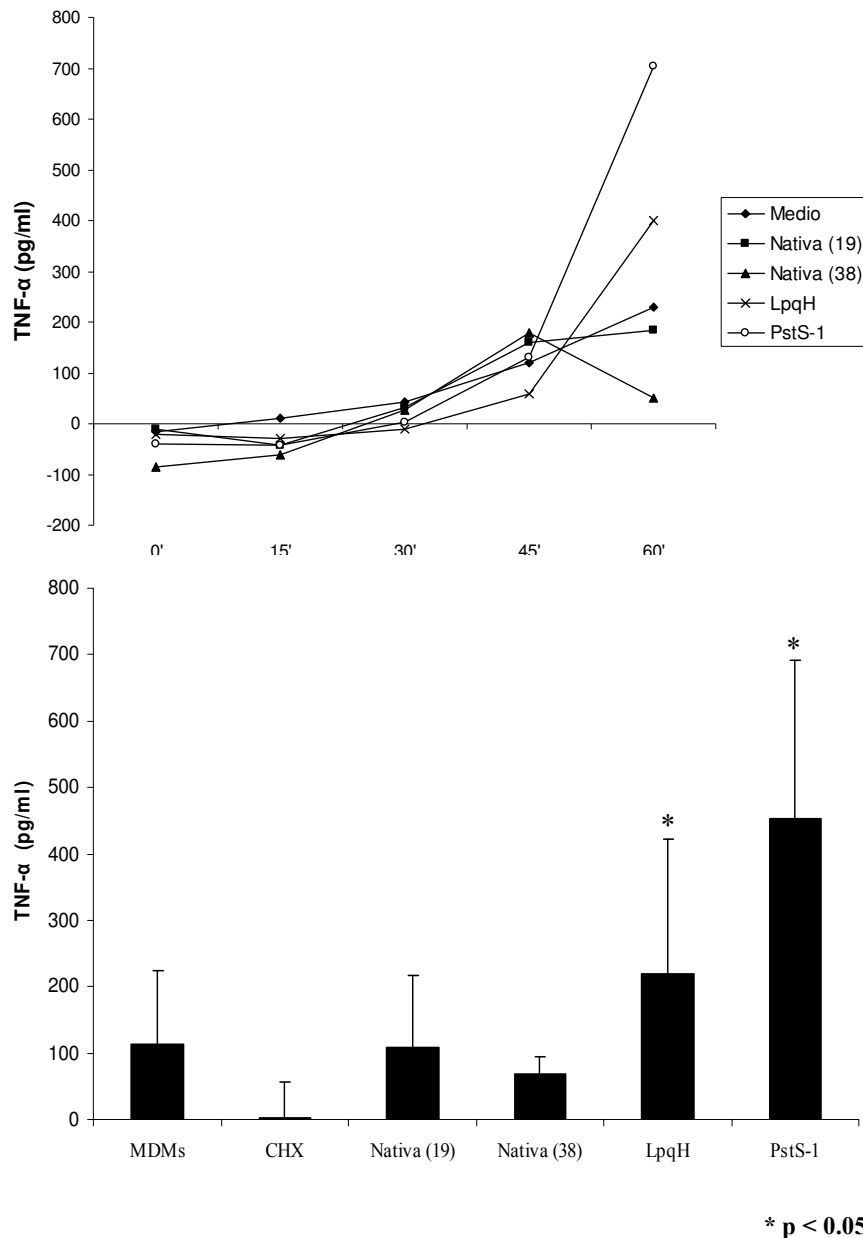 800
700
600
500
400
300
200
100
0
-100
-200
TNF-α (pg/ml)
0' 15' 30' 45' 60'
Medio
Nativa (19)
Nativa (38)
LpqH
PstS-1
800
700
600
500
400
300
200
100
0
TNF-α (pg/ml)
* *
MDMs CHX Nativa (19) Nativa (38) LpqH PstS-1
* p < 0.05